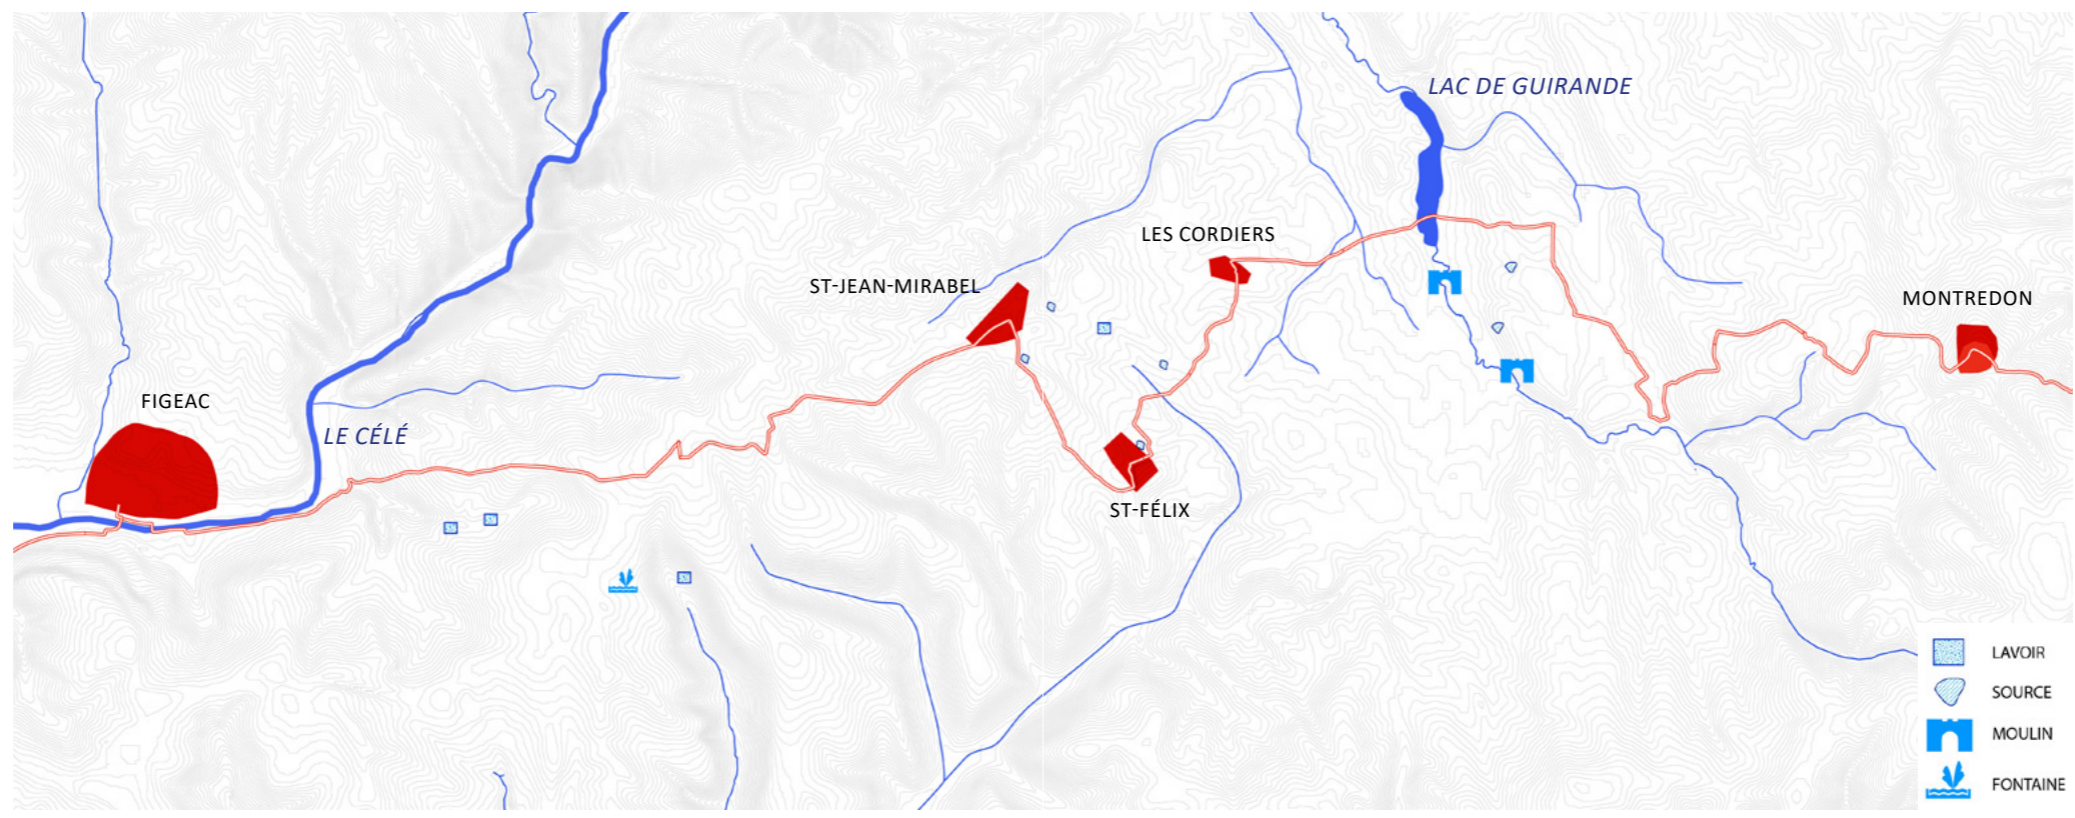 LAC DE GUIRANDE
LES CORDIERS
ST-JEAN-MIRABEL
MONTREDON
FIGEAC
LE CÉLÉ
ST-FÉLIX
LAVOIR
SOURCE
MOULIN
FONTAINE